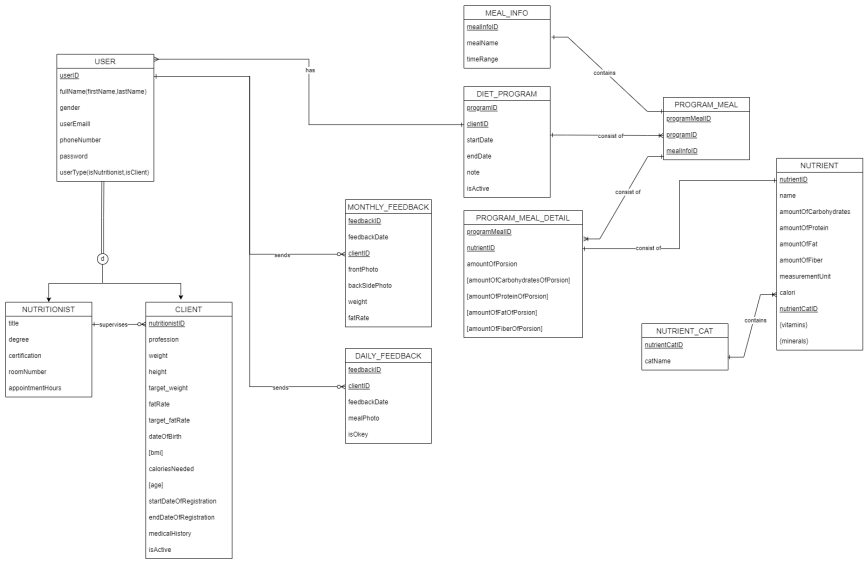 MEAL_INFO
mealInfoID
mealName
timeRange
USER
userID
fullName(firstName,lastName)
gender
userEmaill
phoneNumber
password
userType(isNutritionist,isClient)
has
contains
DIET_PROGRAM
programID
clientID
startDate
endDate
note
isActive
PROGRAM_MEAL
programMealID
programID
mealInfoID
consist of
consist of
NUTRIENT
nutrientID
name
amountOfCarbohydrates
amountOfProtein
amountOfFat
amountOfFiber
measurementUnit
calori
nutrientCatID
{vitamins}
{minerals}
MONTHLY_FEEDBACK
feedbackID
feedbackDate
clientID
frontPhoto
backSidePhoto
weight
fatRate
sends
PROGRAM_MEAL_DETAIL
programMealID
nutrientID
amountOfPorsion
[amountOfCarbohydratesOfPorsion]
[amountOfProteinOfPorsion]
[amountOfFatOfPorsion]
[amountOfFiberOfPorsion]
consist of
d
NUTRITIONIST
title
degree
certification
roomNumber
appointmentHours
supervises
CLIENT
nutritionistID
profession
weight
height
target_weight
fatRate
target_fatRate
dateOfBirth
[bmi]
caloriesNeeded
[age]
startDateOfRegistration
endDateOfRegistration
medicalHistory
isActive
DAILY_FEEDBACK
feedbackID
clientID
feedbackDate
mealPhoto
isOkey
sends
NUTRIENT_CAT
nutrientCatID
catName
contains